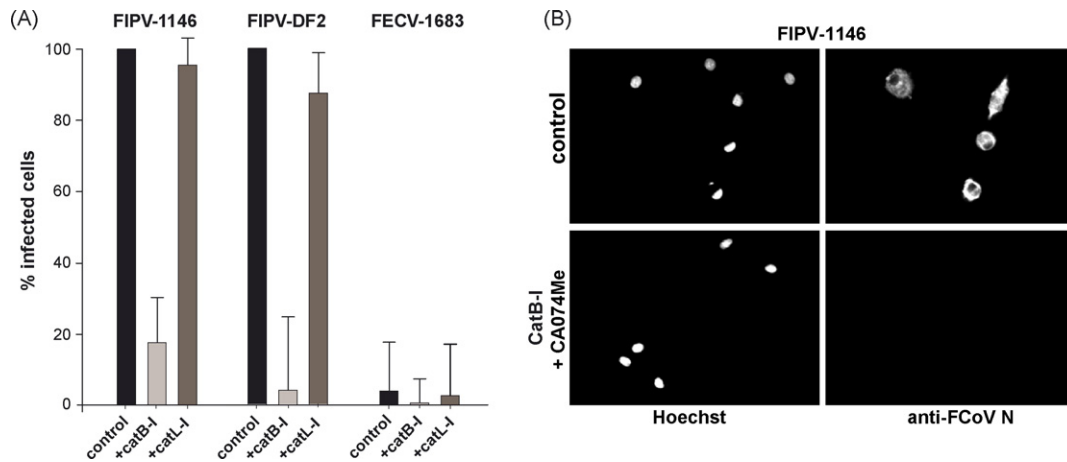 (A)
FIPV-1146 FIPV-DF2 FECV-1683
% infected cells
100
80
60
40
20
0
control +catB-I +catL-I control +catB-I +catL-I control +catB-I +catL-I
(B)
FIPV-1146
control
CatB-I
+ CA074Me
Hoechst anti-FCoV N